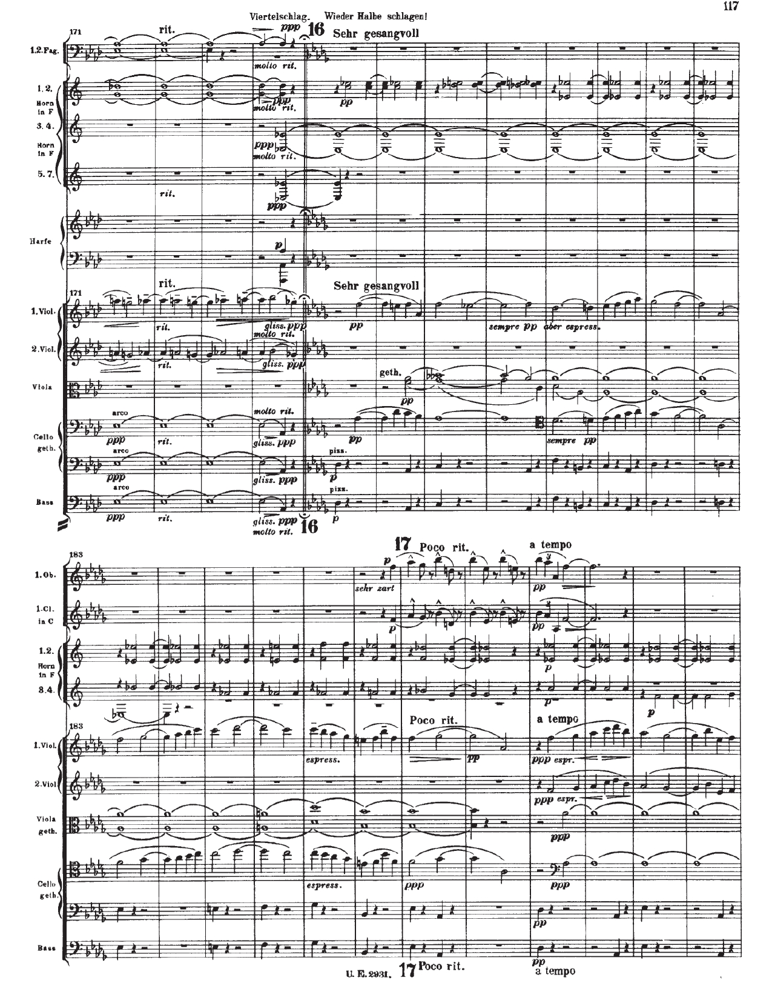 117
Viertelschlag. Wieder Halbe schlagen!
171 rit. ppp 16 Sehr gesangvoll
1.2.Fag.
molto rit.
1.2.
Horn
in F
ppp
molto rit.
pp
3.4.
Horn
in F
ppp
molto rit.
5.7.
rit.
ppp
Harfe
p
171 rit. Sehr gesangvoll
1.Viol.
rit. gliss. ppp pp sempre pp aber espress.
molto rit.
2.Viol.
rit. gliss. ppp
Viola
geth.
pp
arco molto rit.
Cello
geth.
ppp rit. gliss. ppp pp sempre pp
arco pizz.
ppp gliss. ppp p
arco pizz.
Bass
ppp rit. gliss. ppp p
molto rit.
16
17 Poco rit. a tempo
183
1.Ob.
p
sehr zart pp
3
1.Cl.
in C
p pp
3
1.2.
Horn
in F
p
3.4.
p p
183 Poco rit. a tempo
1.Viol.
espress. pp ppp espr.
2.Viol.
ppp espr.
Viola
geth.
ppp
Cello
geth.
espress. ppp ppp
pp
Bass
pp
U. E. 2931. 17 Poco rit. a tempo